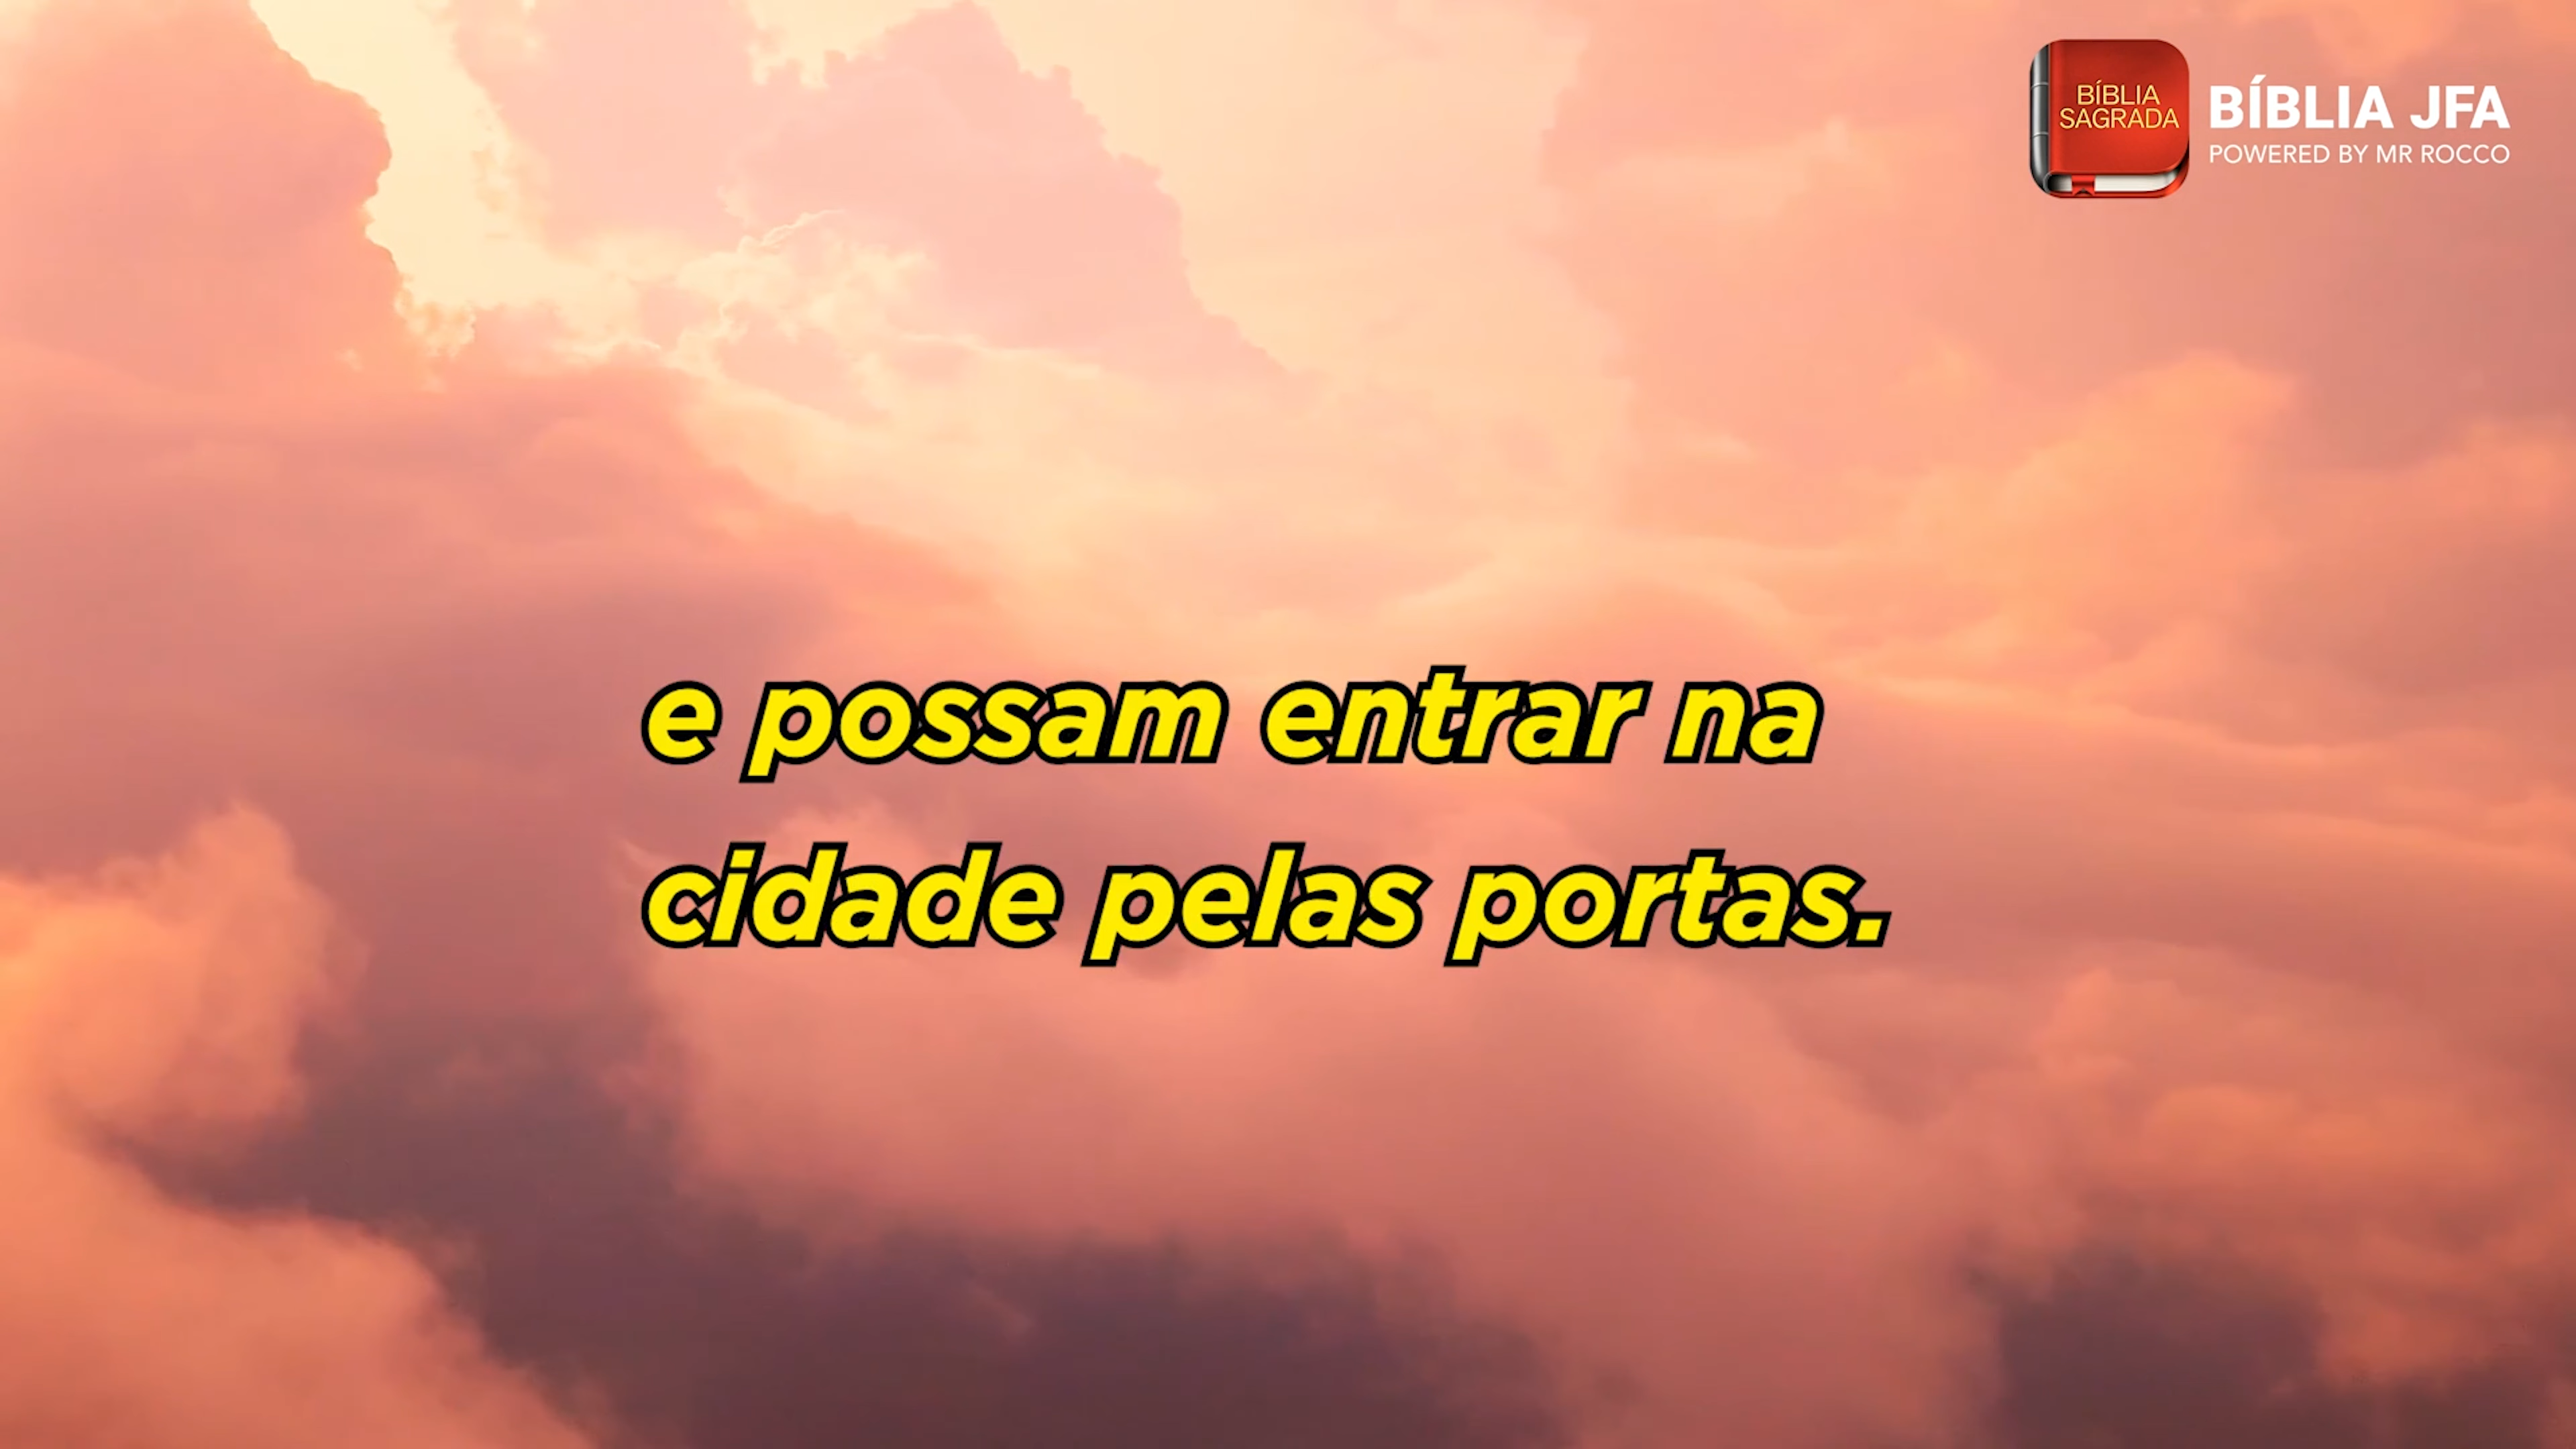 BÍBLIA
SAGRADA
BÍBLIA JFA
POWERED BY MR ROCCO
e possam entrar na
cidade pelas portas.